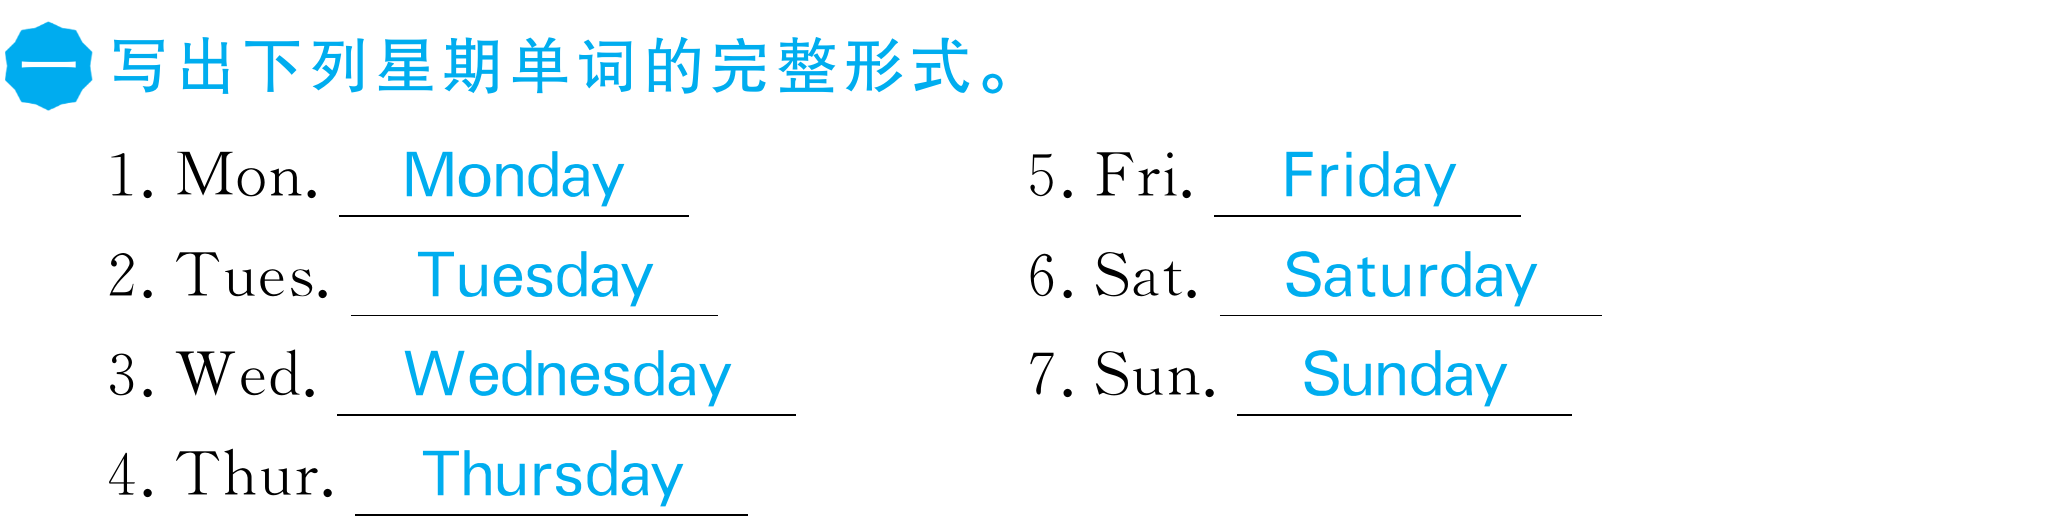 一 写出下列星期单词的完整形式。
1. Mon. Monday
2. Tues. Tuesday
3. Wed. Wednesday
4. Thur. Thursday
5. Fri. Friday
6. Sat. Saturday
7. Sun. Sunday